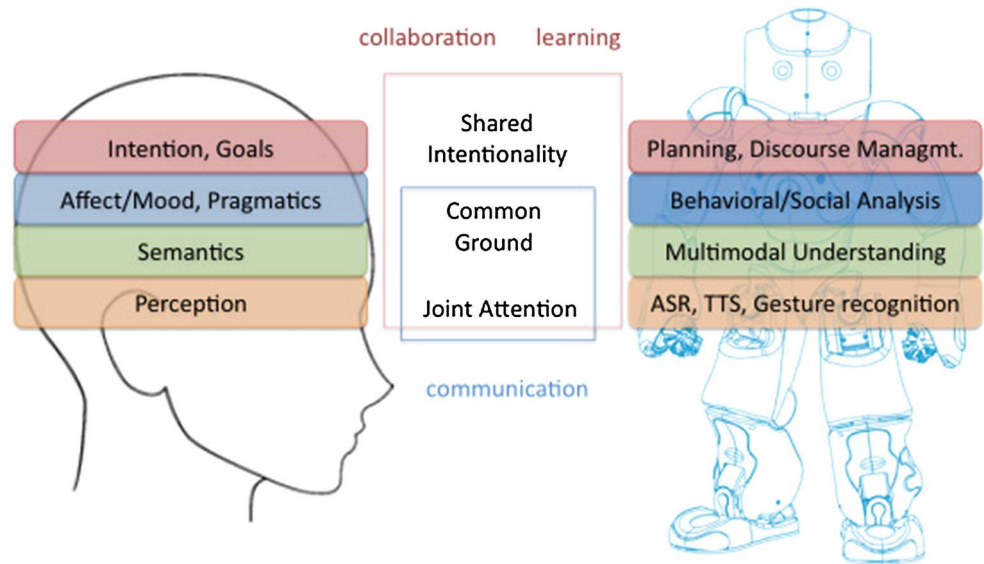 collaboration learning
Intention, Goals
Affect/Mood, Pragmatics
Semantics
Perception
Shared
Intentionality
Common
Ground
Joint Attention
communication
Planning, Discourse Managmt.
Behavioral/Social Analysis
Multimodal Understanding
ASR, TTS, Gesture recognition